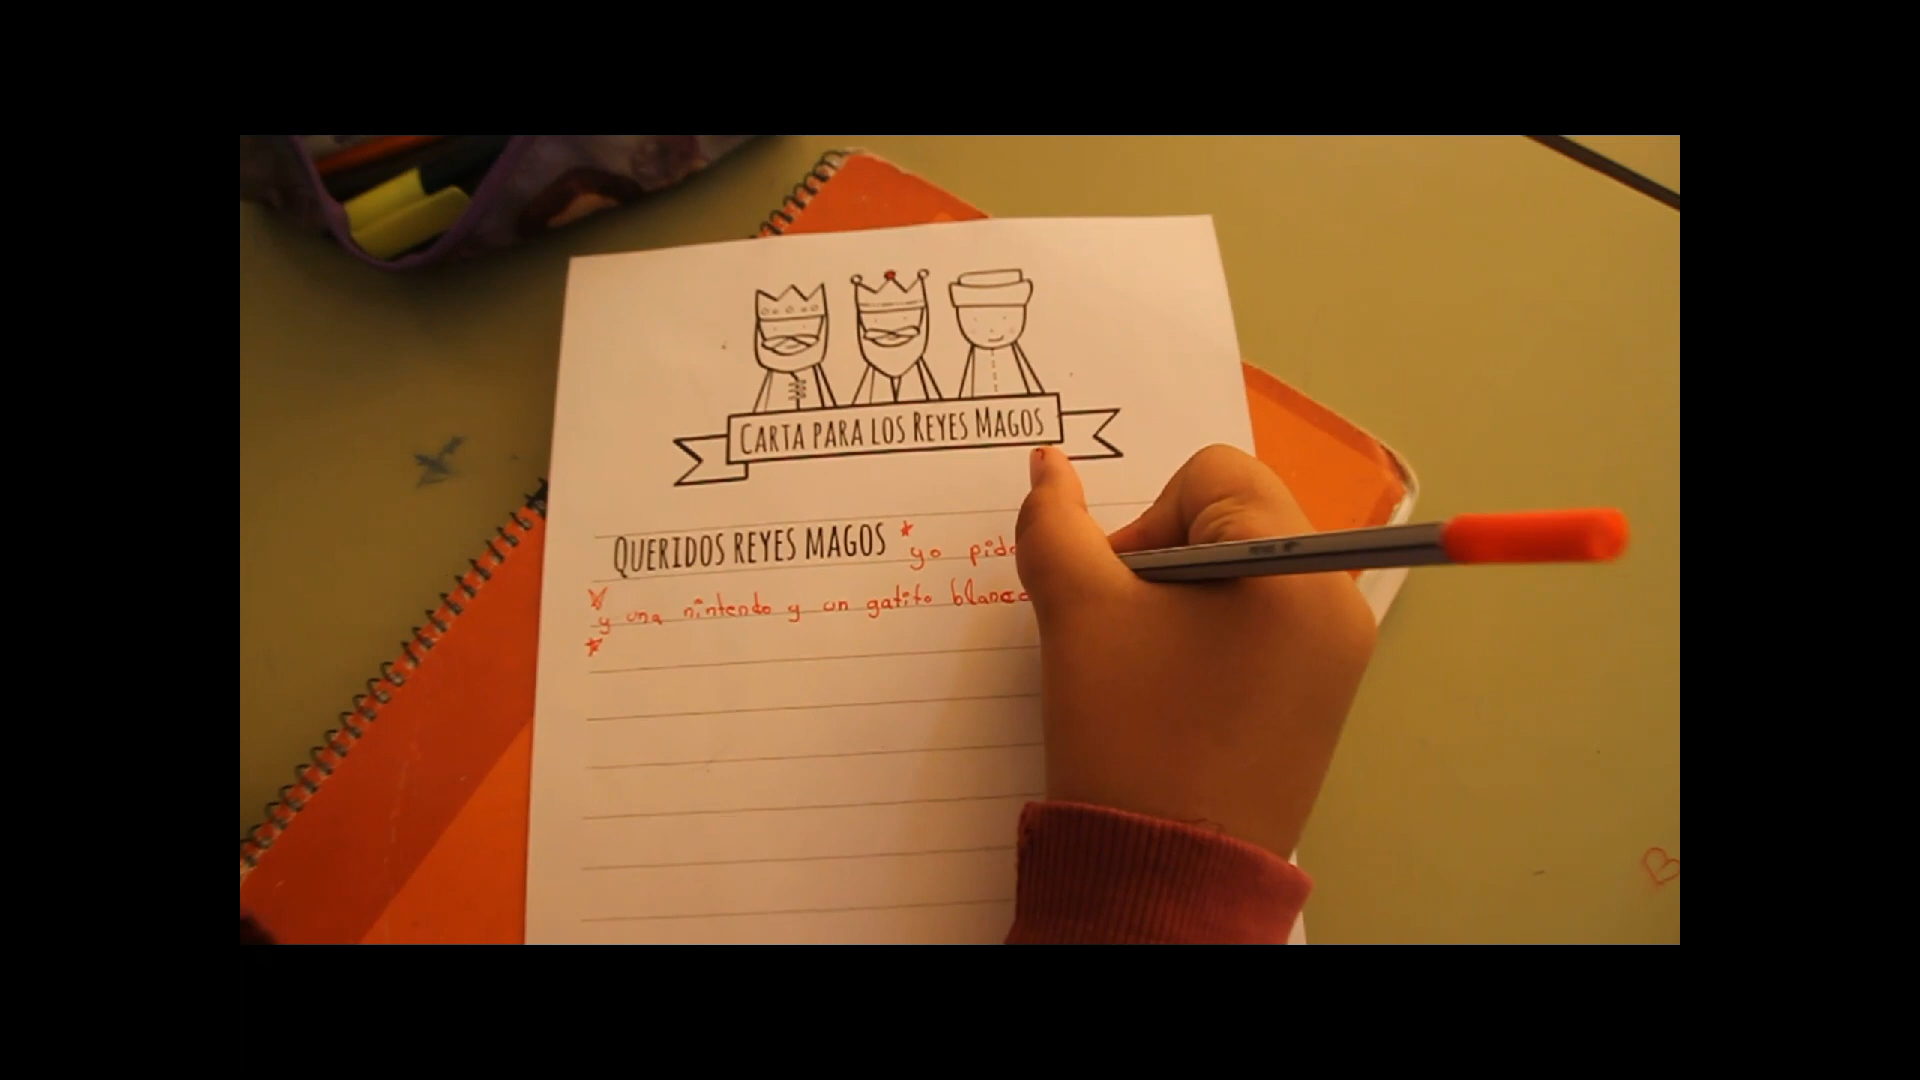 CARTA PARA LOS REYES MAGOS
QUERIDOS REYES MAGOS yo pido
y una nintendo y un gatito blanco